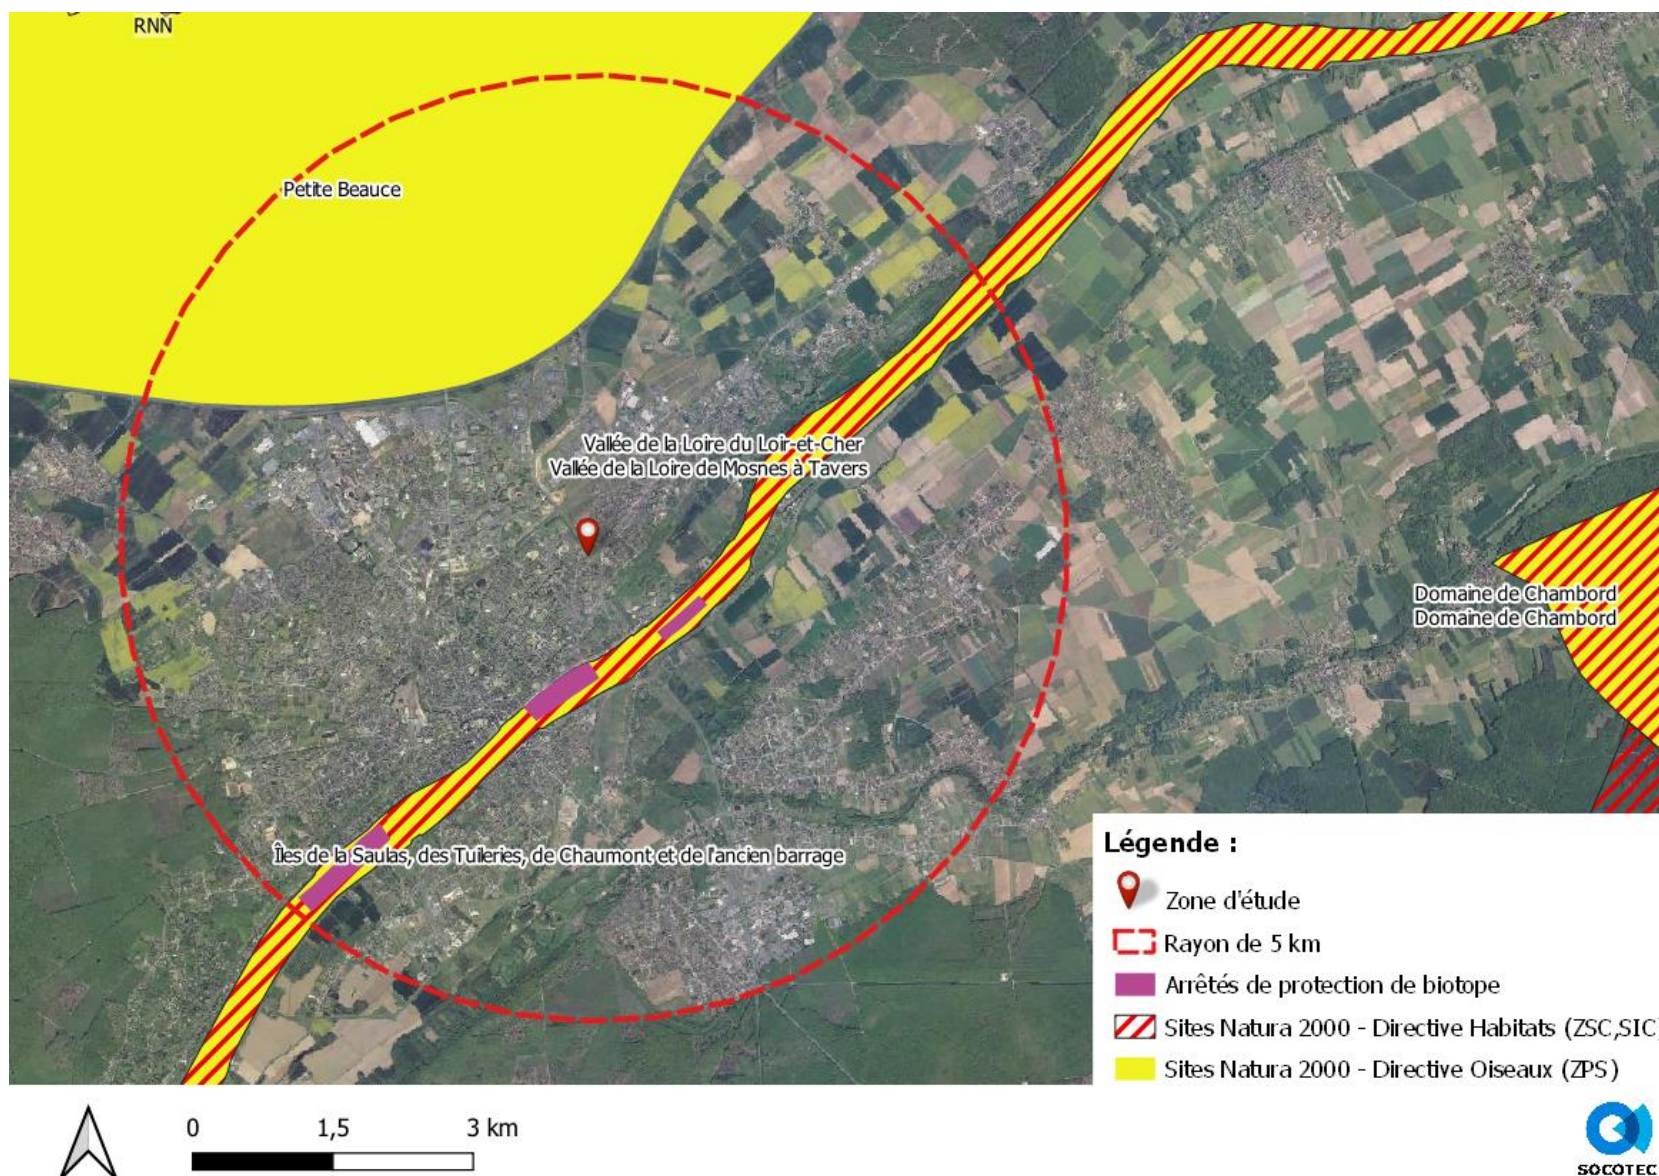 RNN
Petite Beauce
Vallée de la Loire du Loir-et-Cher
Vallée de la Loire de Mosnes à Tavers
Domaine de Chambord
Domaine de Chambord
Îles de la Saulas, des Tuileries, de Chaumont et de l'ancien barrage
Légende :
Zone d'étude
Rayon de 5 km
Arrêtés de protection de biotope
Sites Natura 2000 - Directive Habitats (ZSC,SIC)
Sites Natura 2000 - Directive Oiseaux (ZPS)
0 1,5 3 km
SOCOTEC